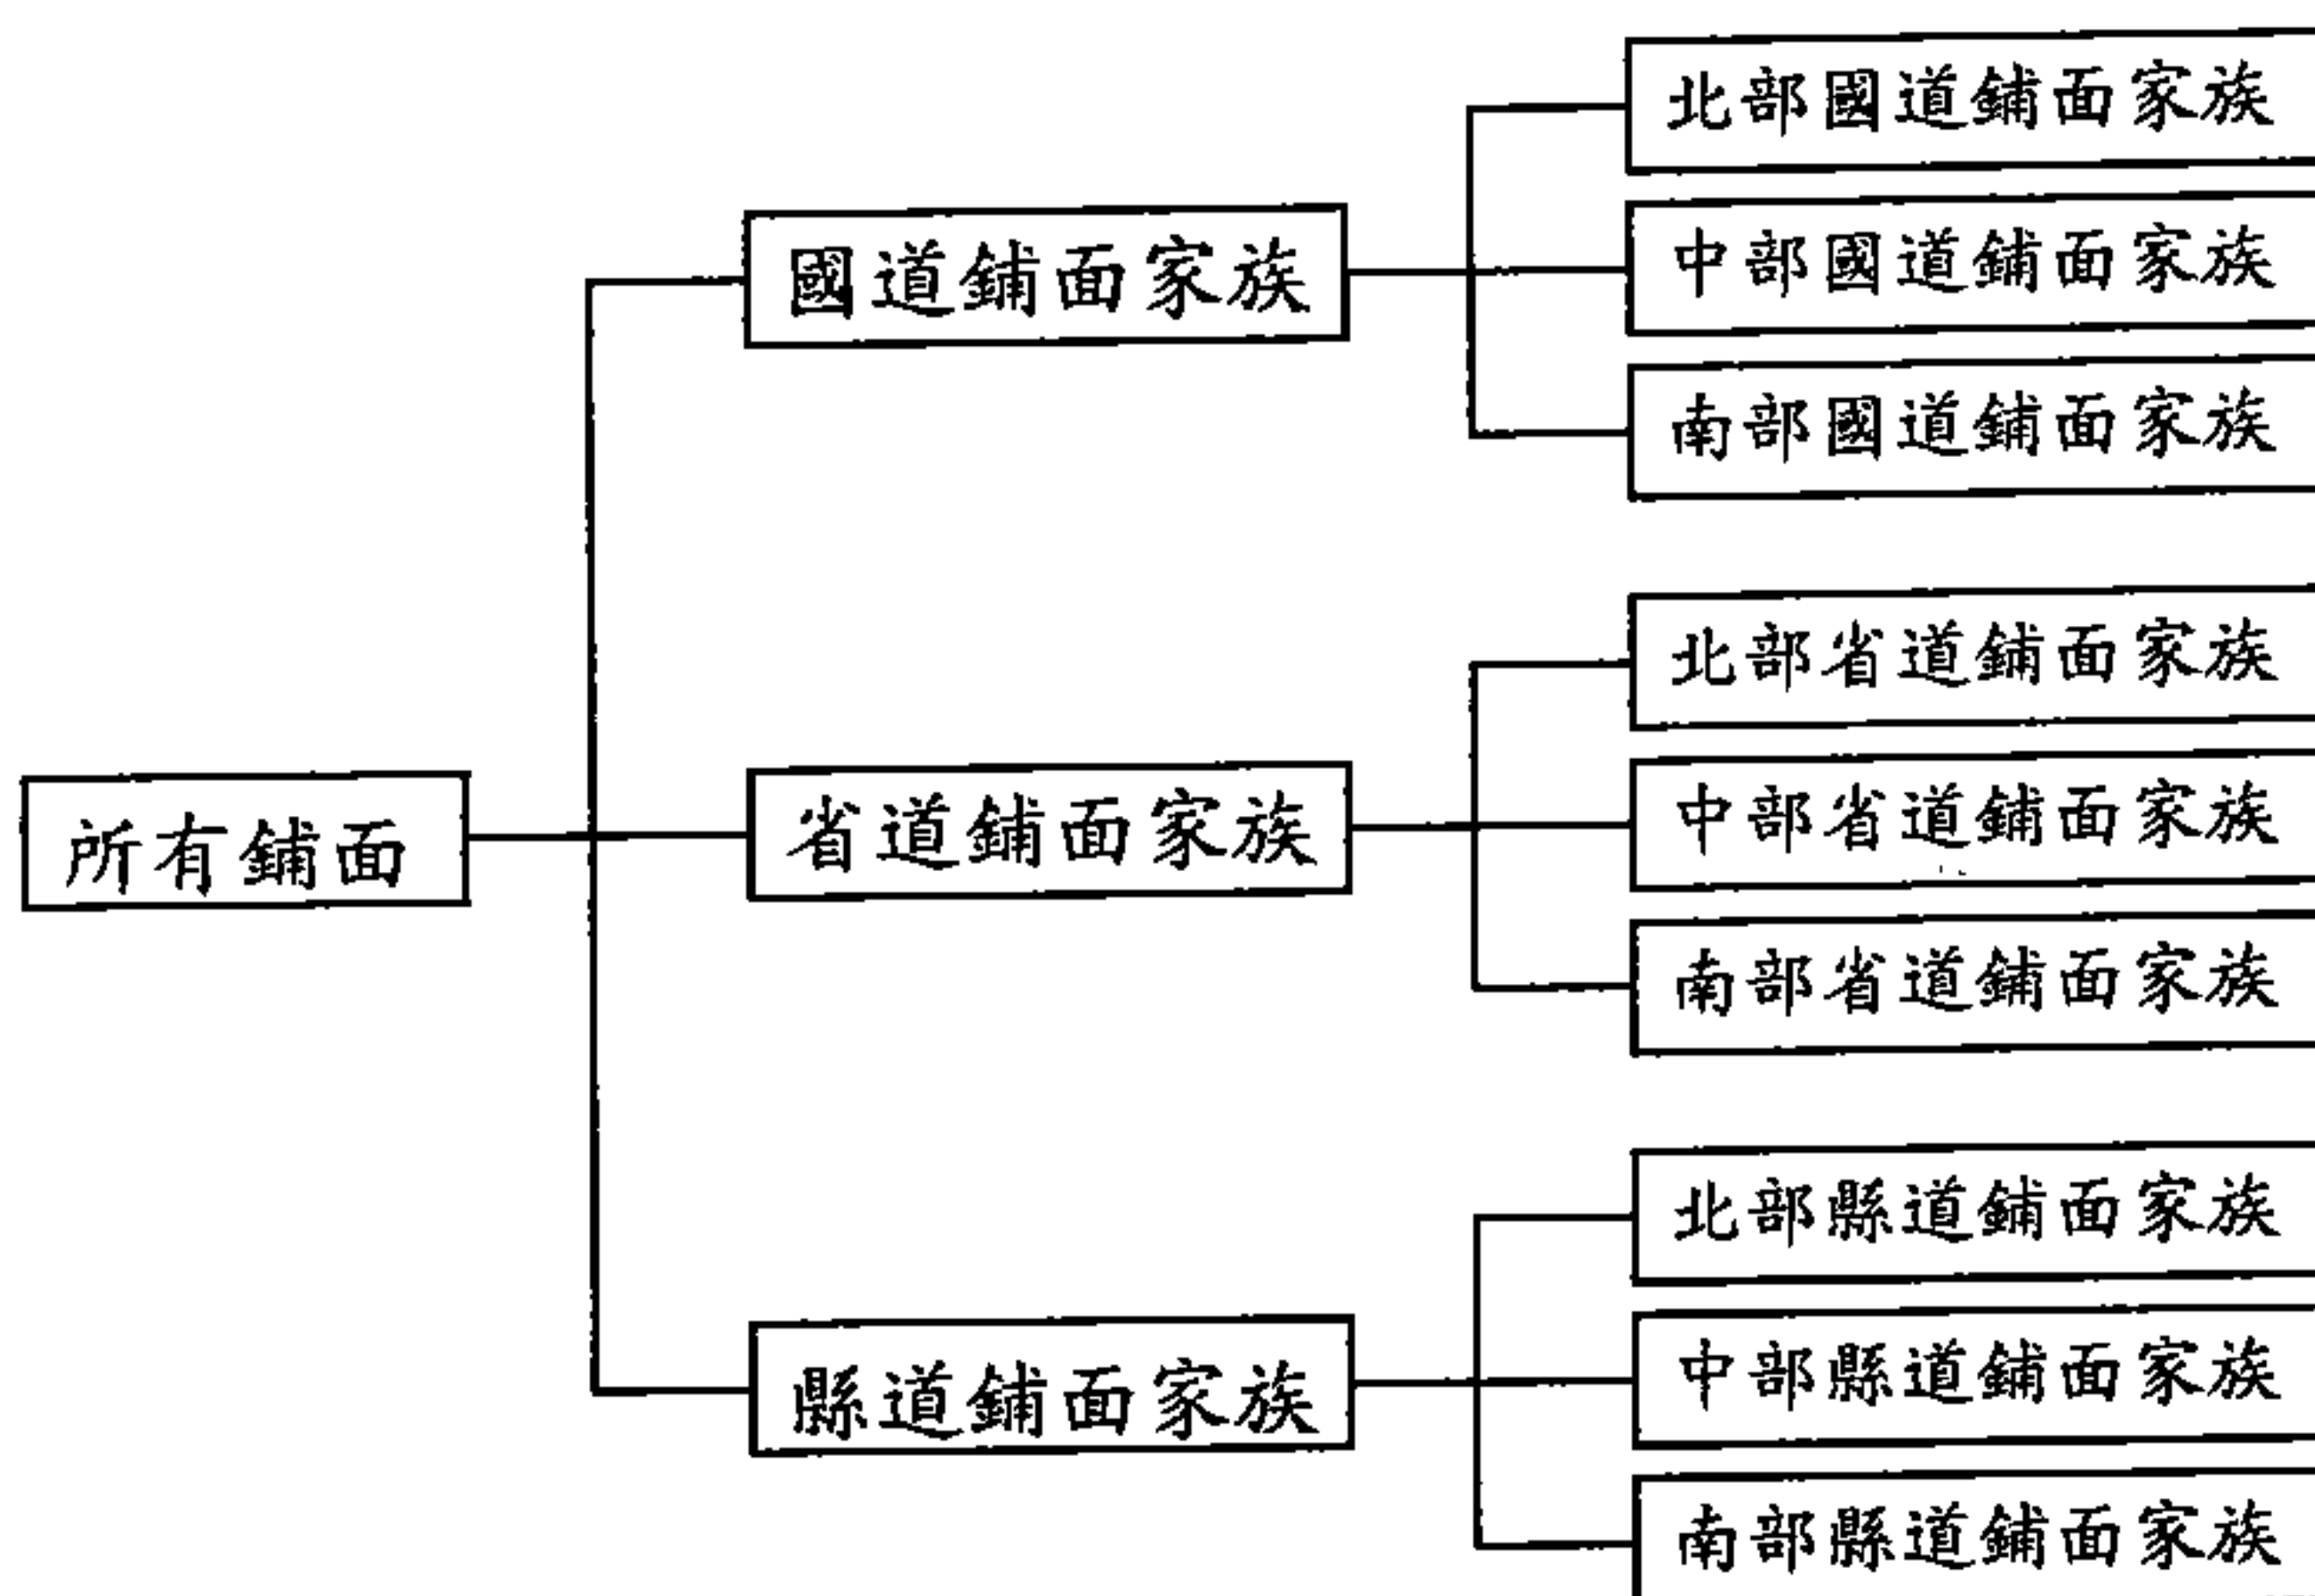 所有鋪面
國道鋪面家族
北部國道鋪面家族
中部國道鋪面家族
南部國道鋪面家族
省道鋪面家族
北部省道鋪面家族
中部省道鋪面家族
南部省道鋪面家族
縣道鋪面家族
北部縣道鋪面家族
中部縣道鋪面家族
南部縣道鋪面家族